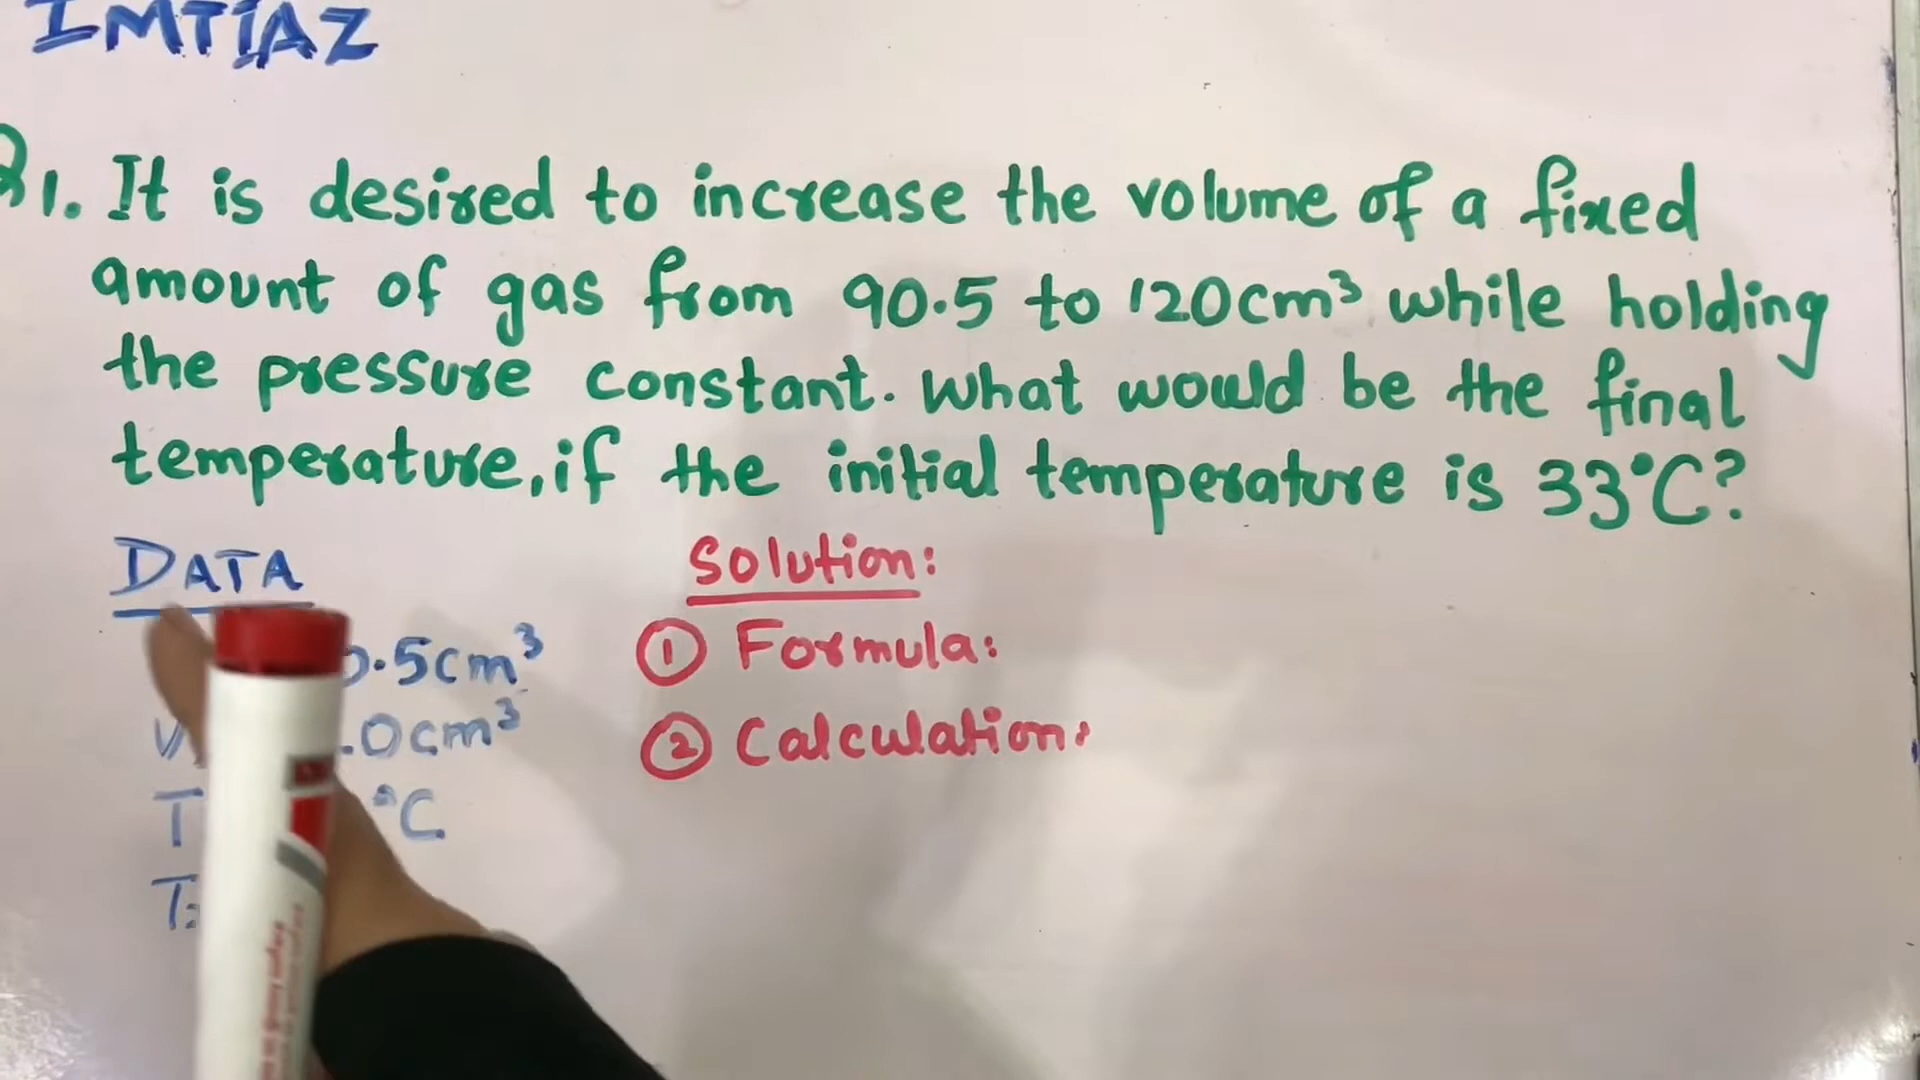 IMTIAZ
Q1. It is desired to increase the volume of a fixed
amount of gas from 90.5 to 120cm³ while holding
the pressure constant. What would be the final
temperature, if the initial temperature is 33°C?
DATA
.5cm³
V .0cm³
T °C
T₂
Solution:
① Formula:
② Calculation: